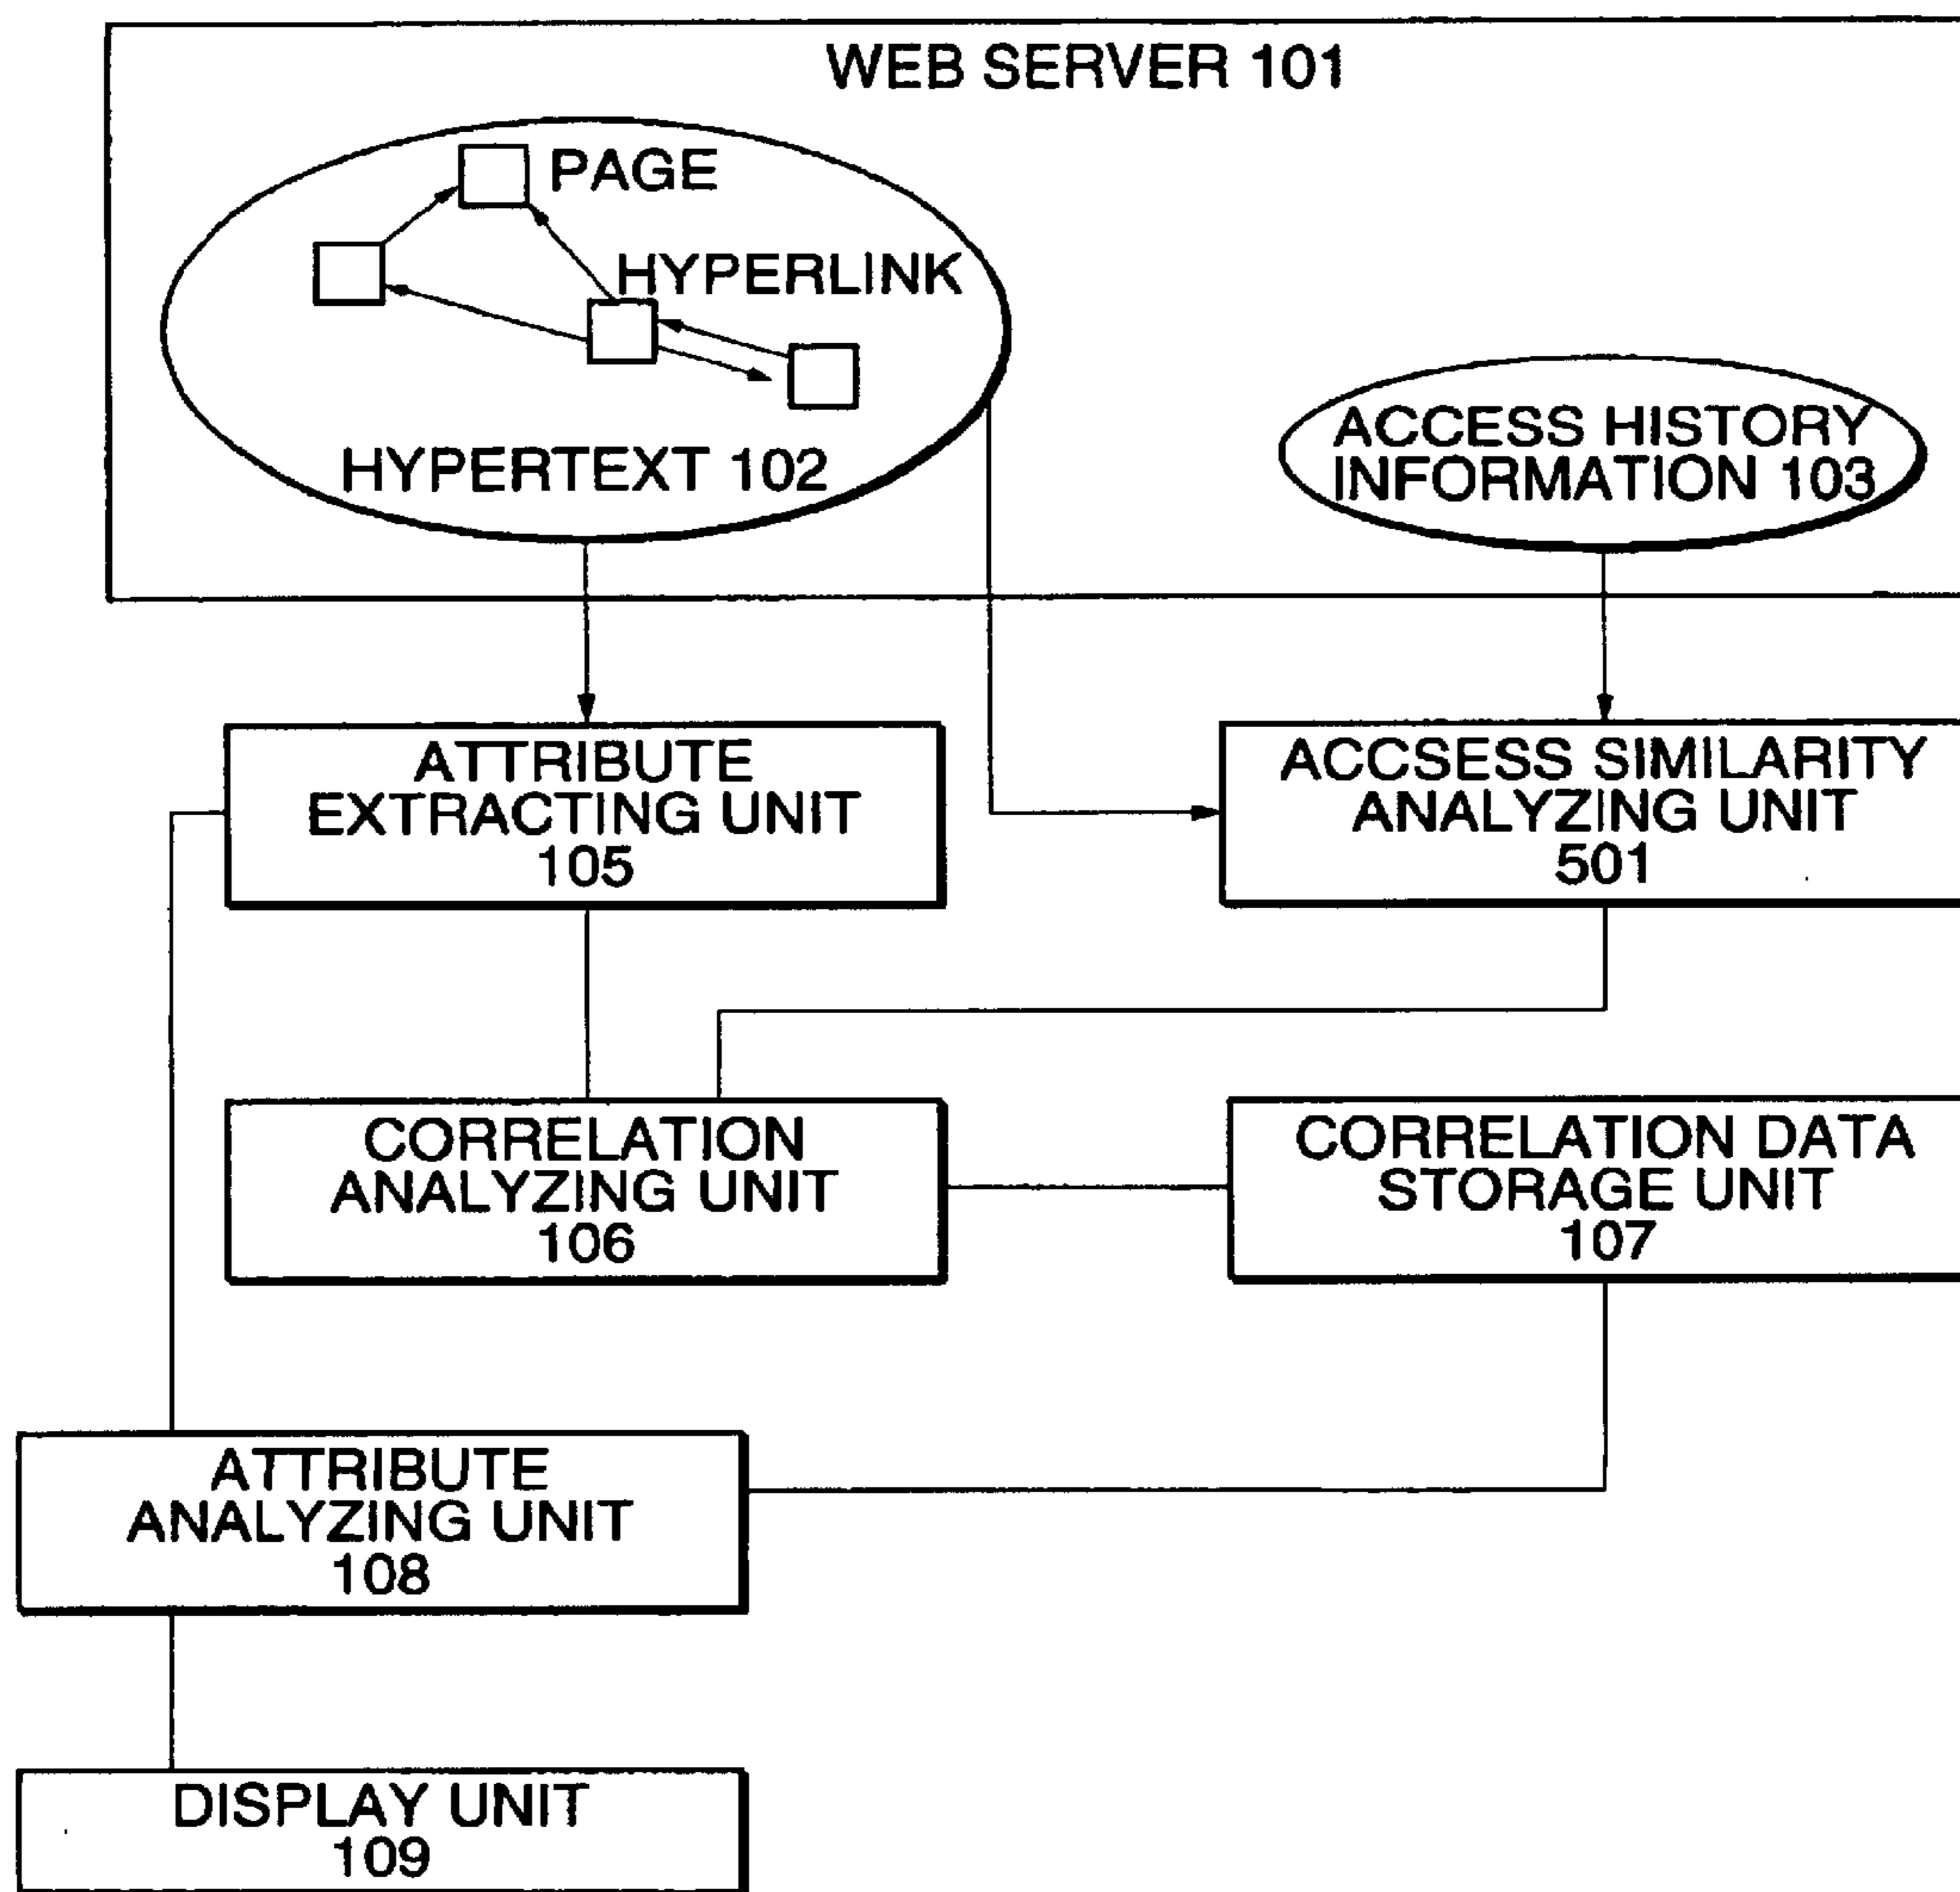 WEB SERVER 101
PAGE
HYPERLINK
HYPERTEXT 102
ACCESS HISTORY
INFORMATION 103
ATTRIBUTE
EXTRACTING UNIT
105
ACCSESS SIMILARITY
ANALYZING UNIT
501
CORRELATION
ANALYZING UNIT
106
CORRELATION DATA
STORAGE UNIT
107
ATTRIBUTE
ANALYZING UNIT
108
DISPLAY UNIT
109